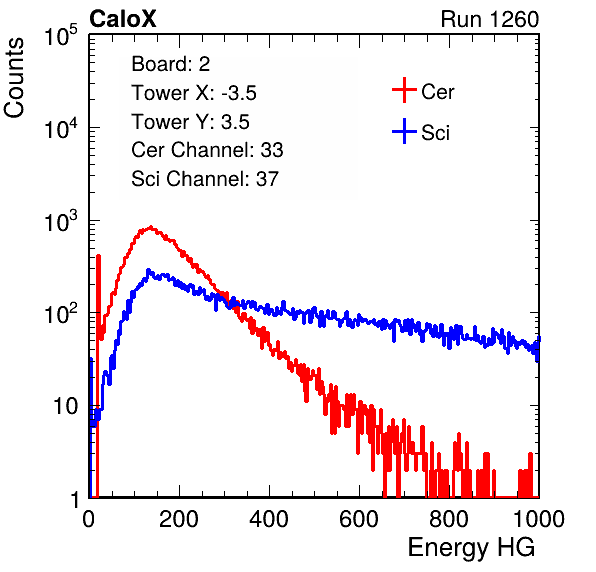 CaloX Run 1260
Counts
10^5
10^4
10^3
10^2
10
1
Board: 2
Tower X: -3.5
Tower Y: 3.5
Cer Channel: 33
Sci Channel: 37
Cer
Sci
0 200 400 600 800 1000
Energy HG